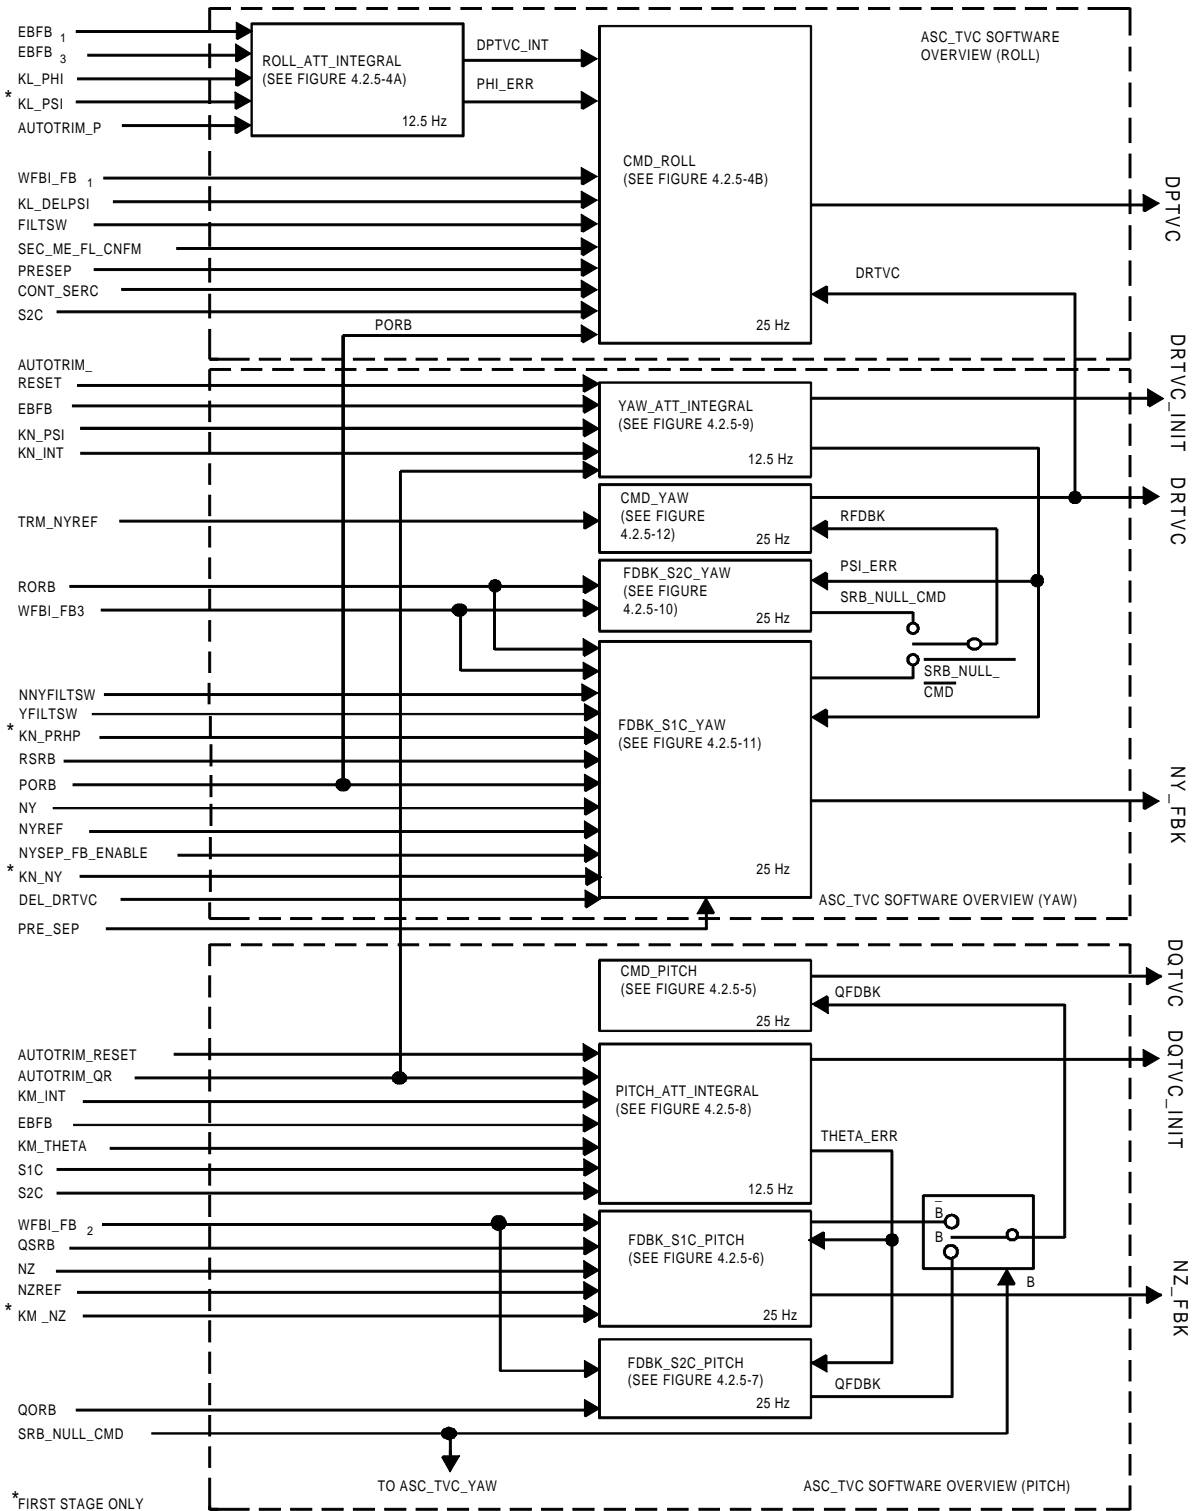 EBFB 1
EBFB 3
KL_PHI
* KL_PSI
AUTOTRIM_P
ROLL_ATT_INTEGRAL
(SEE FIGURE 4.2.5-4A)
12.5 Hz
DPTVC_INT
PHI_ERR
ASC_TVC SOFTWARE
OVERVIEW (ROLL)
WFBI_FB 1
KL_DELPSI
FILTSW
SEC_ME_FL_CNFM
PRESEP
CONT_SERC
S2C
PORB
CMD_ROLL
(SEE FIGURE 4.2.5-4B)
25 Hz
DRTVC
DPTVC
AUTOTRIM_
RESET
EBFB
KN_PSI
KN_INT
YAW_ATT_INTEGRAL
(SEE FIGURE 4.2.5-9)
12.5 Hz
DRTVC_INIT
TRM_NYREF
CMD_YAW
(SEE FIGURE
4.2.5-12)
25 Hz
RFDBK
DRTVC
RORB
WFBI_FB3
FDBK_S2C_YAW
(SEE FIGURE
4.2.5-10)
25 Hz
PSI_ERR
SRB_NULL_CMD
SRB_NULL_
CMD
NNYFILTSW
YFILTSW
* KN_PRHP
RSRB
PORB
NY
NYREF
NYSEP_FB_ENABLE
* KN_NY
DEL_DRTVC
PRE_SEP
FDBK_S1C_YAW
(SEE FIGURE 4.2.5-11)
25 Hz
NY_FBK
ASC_TVC SOFTWARE OVERVIEW (YAW)
CMD_PITCH
(SEE FIGURE 4.2.5-5)
25 Hz
QFDBK
DQTVC
AUTOTRIM_RESET
AUTOTRIM_QR
KM_INT
EBFB
KM_THETA
S1C
S2C
PITCH_ATT_INTEGRAL
(SEE FIGURE 4.2.5-8)
12.5 Hz
THETA_ERR
DQTVC_INIT
WFBI_FB 2
QSRB
NZ
NZREF
* KM _NZ
FDBK_S1C_PITCH
(SEE FIGURE 4.2.5-6)
25 Hz
B
B
B
NZ_FBK
FDBK_S2C_PITCH
(SEE FIGURE 4.2.5-7)
25 Hz
QFDBK
QORB
SRB_NULL_CMD
TO ASC_TVC_YAW
ASC_TVC SOFTWARE OVERVIEW (PITCH)
*FIRST STAGE ONLY